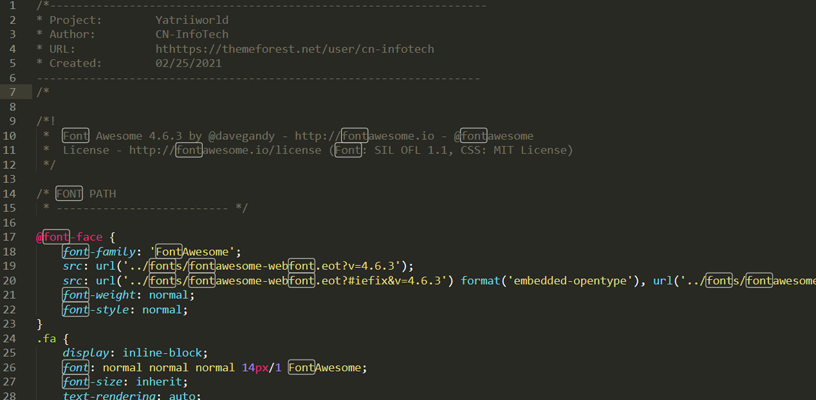 1 /*-----------------------------------------------------------------
2 * Project: Yatriiworld
3 * Author: CN-InfoTech
4 * URL: hthttps://themeforest.net/user/cn-infotech
5 * Created: 02/25/2021
6 ------------------------------------------------------------------
7 /*
8
9 /*!
10 * Font Awesome 4.6.3 by @davegandy - http://fontawesome.io - @fontawesome
11 * License - http://fontawesome.io/license (Font: SIL OFL 1.1, CSS: MIT License)
12 */
13
14 /* FONT PATH
15 * -------------------------- */
16
17 @font-face {
18 font-family: 'FontAwesome';
19 src: url('../fonts/fontawesome-webfont.eot?v=4.6.3');
20 src: url('../fonts/fontawesome-webfont.eot?#iefix&v=4.6.3') format('embedded-opentype'), url('../fonts/fontawesome
21 font-weight: normal;
22 font-style: normal;
23 }
24 .fa {
25 display: inline-block;
26 font: normal normal normal 14px/1 FontAwesome;
27 font-size: inherit;
28 text-rendering: auto;